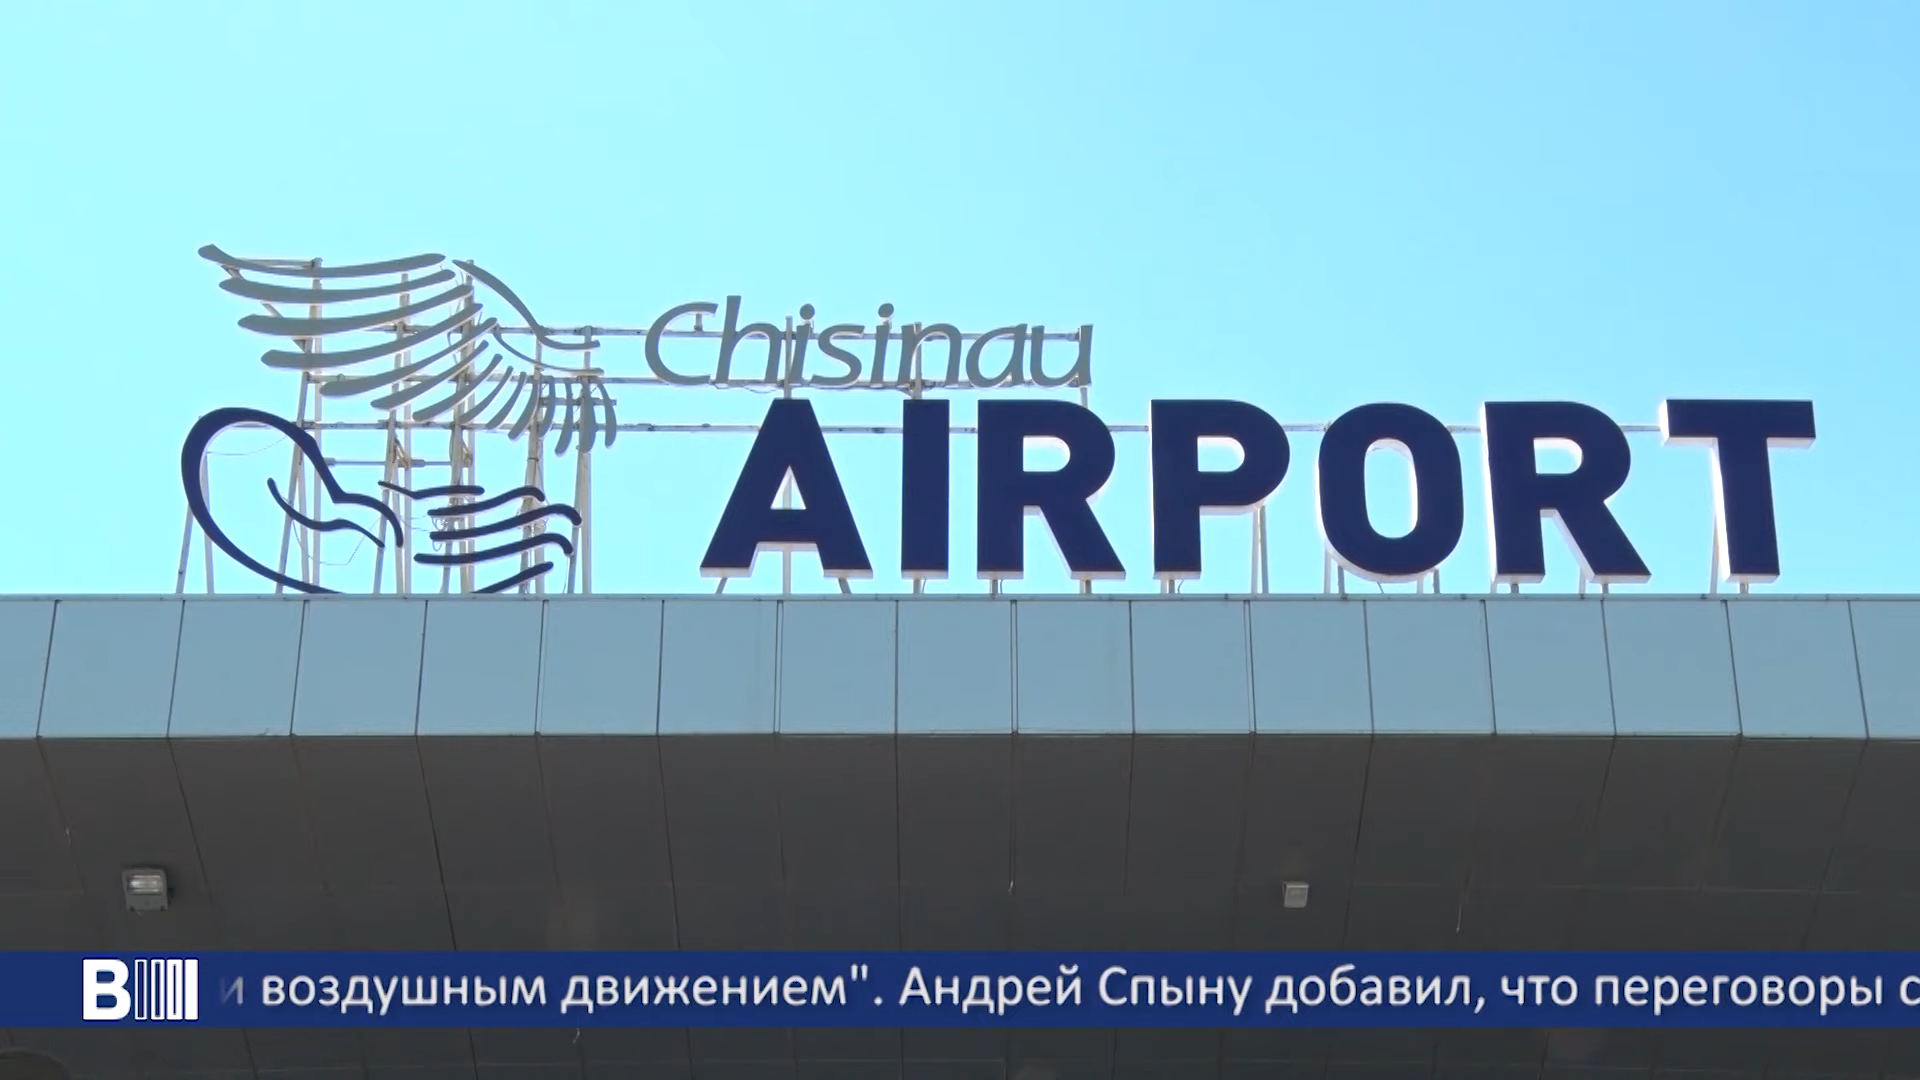 Chisinau
AIRPORT
B
и воздушным движением". Андрей Спыну добавил, что переговоры с